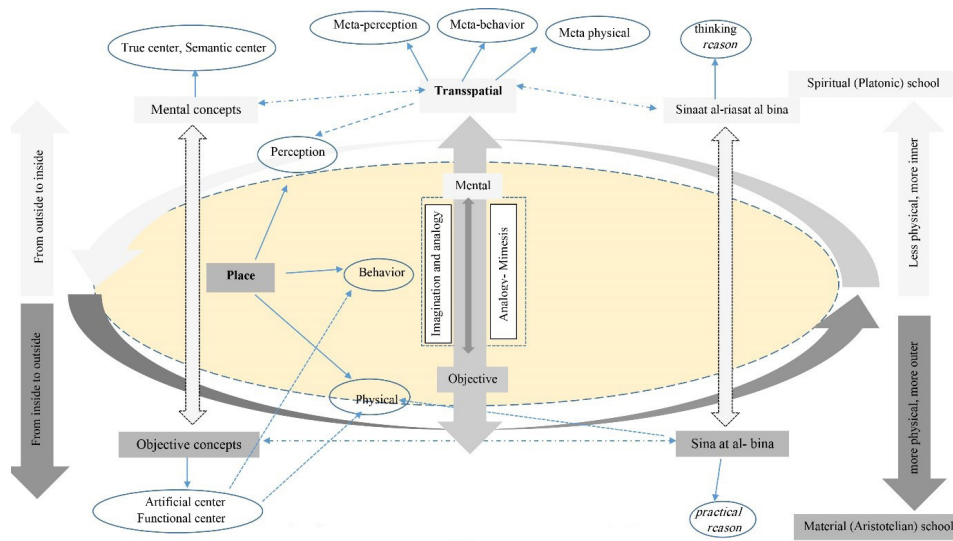 Meta-perception
Meta-behavior
Meta physical
thinking
reason
True center, Semantic center
Transspatial
Spiritual (Platonic) school
Mental concepts
Sinaat al-riasat al bina
Perception
Mental
From outside to inside
Less physical, more inner
Place
Behavior
Imagination and analogy
Analogy- Mimesis
From inside to outside
more physical, more outer
Objective
Physical
Objective concepts
Sina at al- bina
Artificial center
Functional center
practical
reason
Material (Aristotelian) school